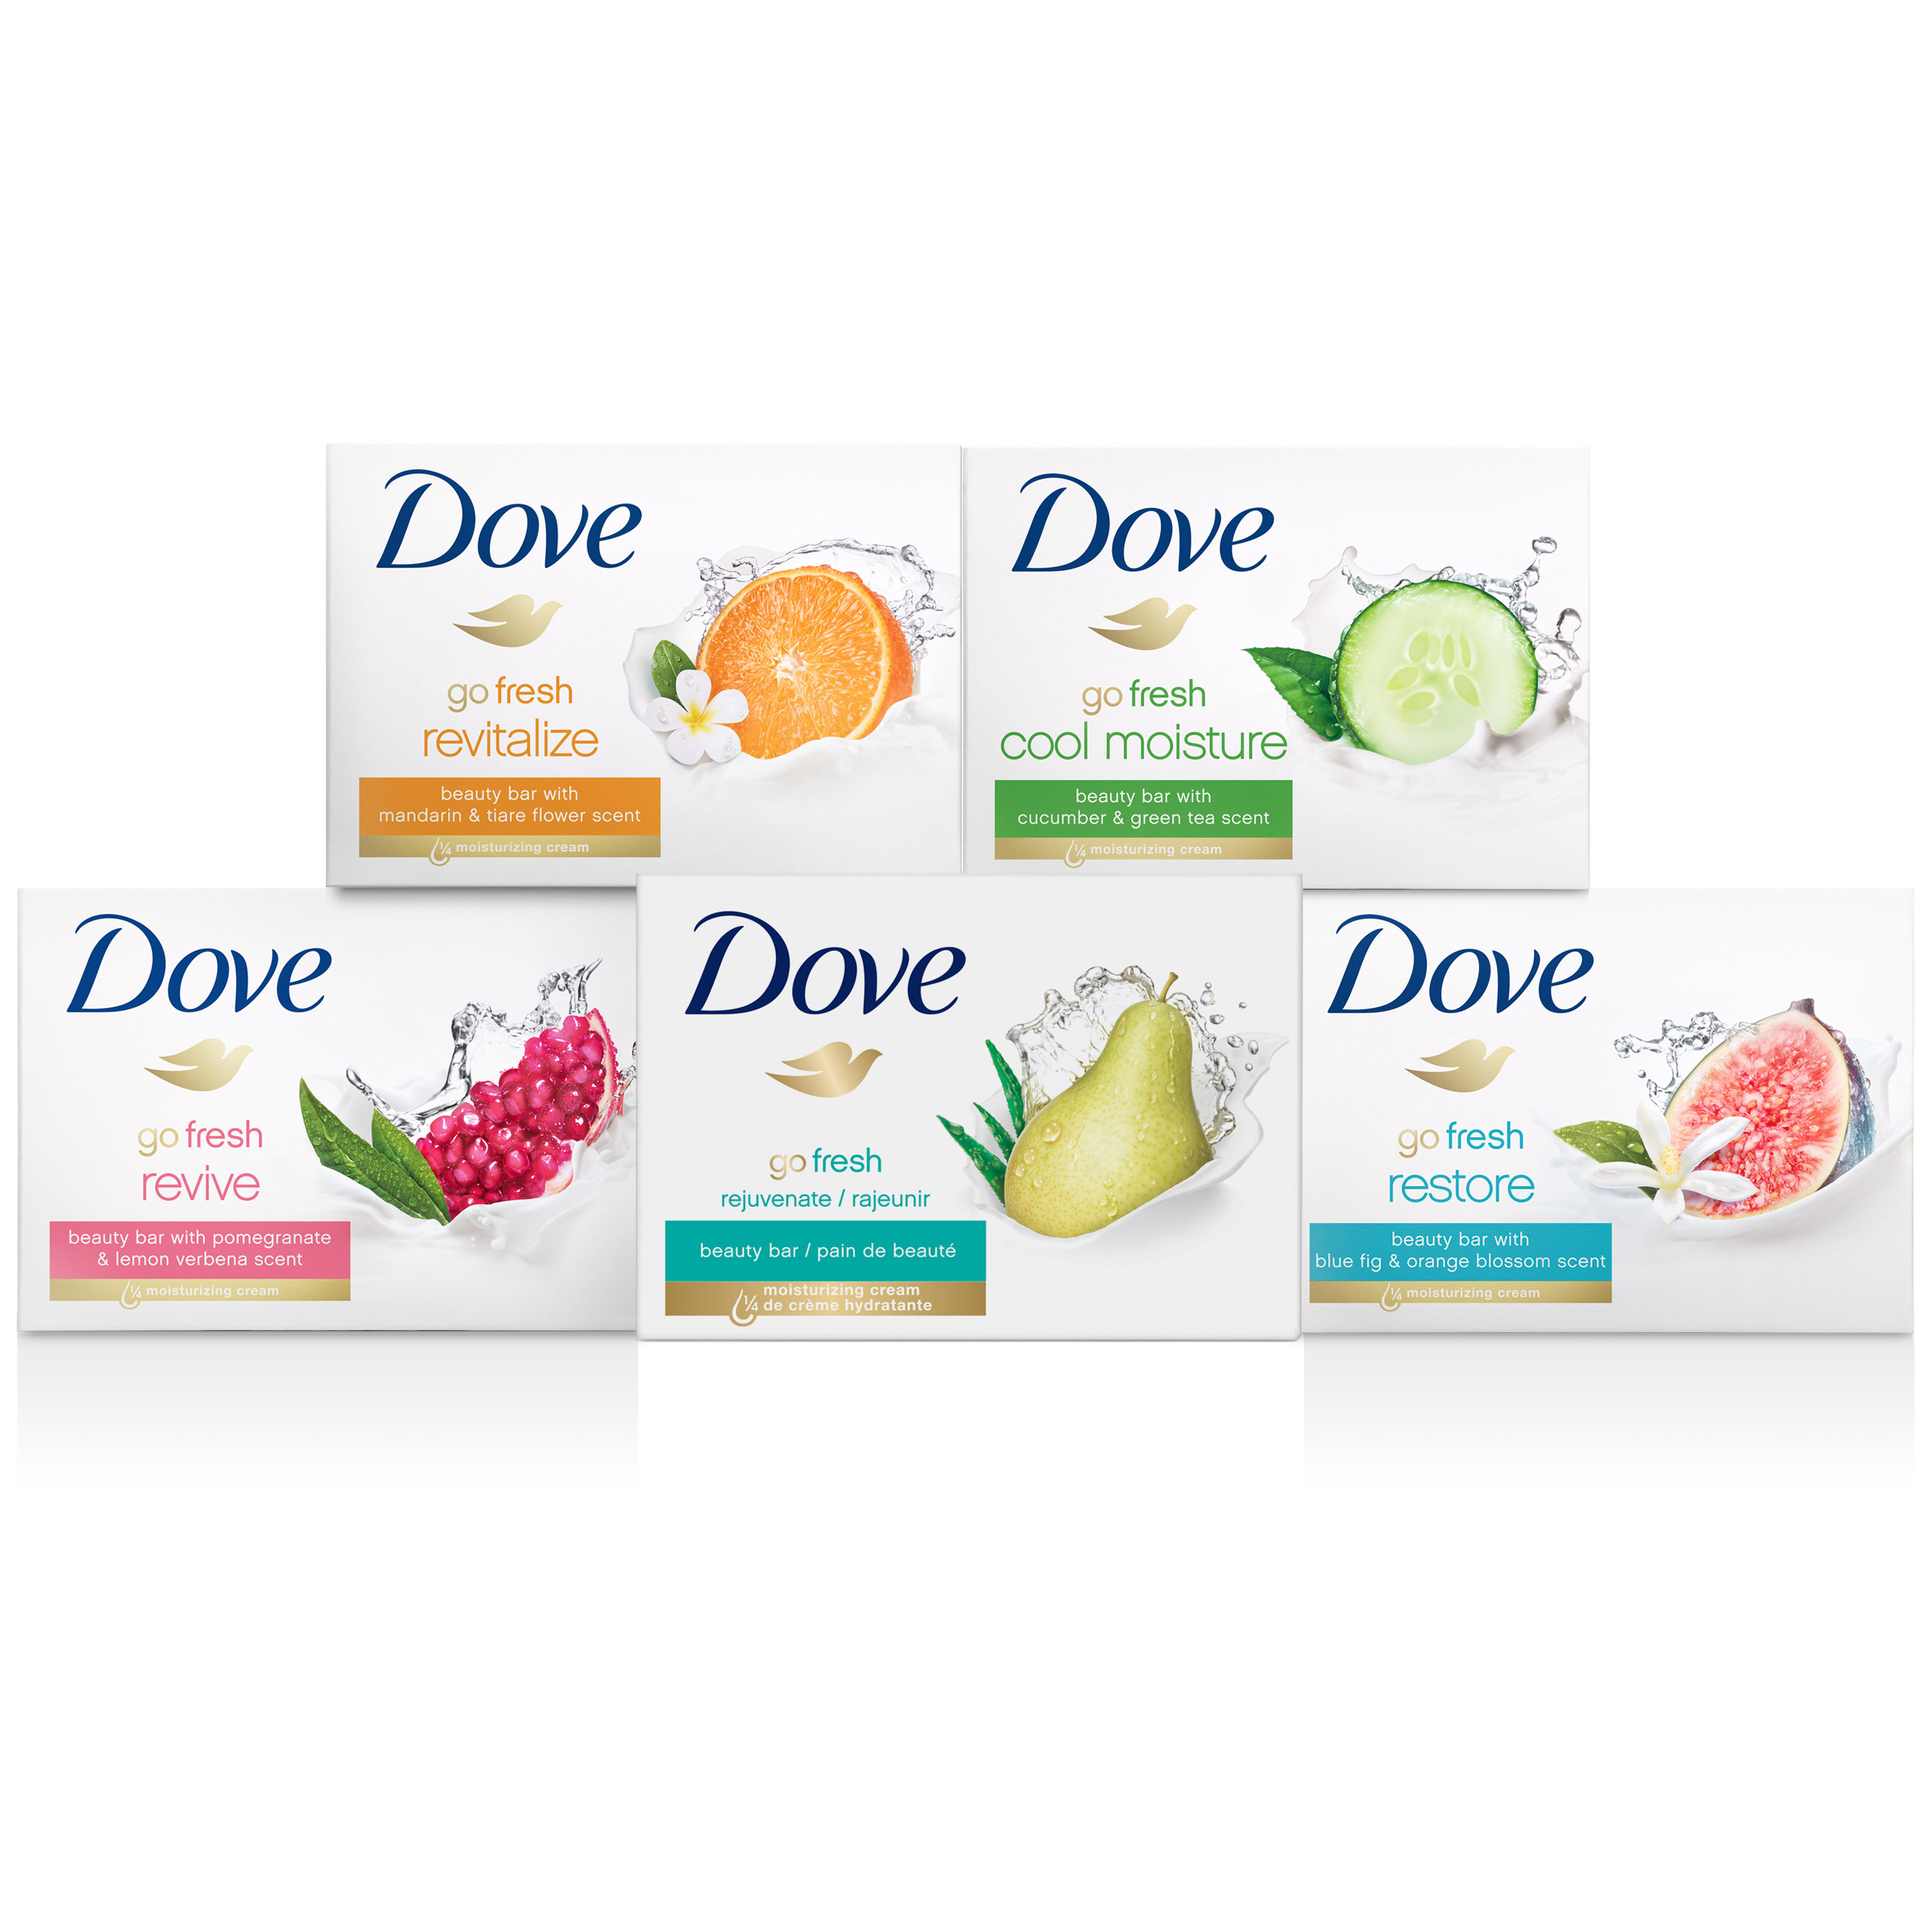 Dove
go fresh
revitalize
beauty bar with
mandarin & tiare flower scent
¼ moisturizing cream
Dove
go fresh
cool moisture
beauty bar with
cucumber & green tea scent
¼ moisturizing cream
Dove
go fresh
revive
beauty bar with pomegranate
& lemon verbena scent
¼ moisturizing cream
Dove
go fresh
rejuvenate / rajeunir
beauty bar / pain de beauté
moisturizing cream
¼ de crème hydratante
Dove
go fresh
restore
beauty bar with
blue fig & orange blossom scent
¼ moisturizing cream